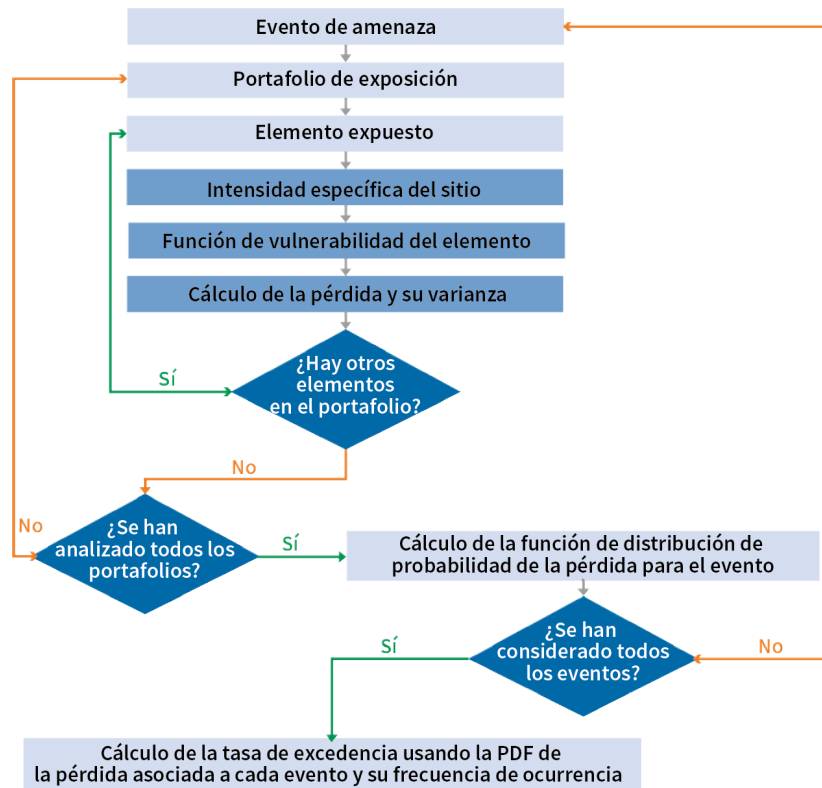 Evento de amenaza
Portafolio de exposición
Elemento expuesto
Intensidad específica del sitio
Función de vulnerabilidad del elemento
Cálculo de la pérdida y su varianza
¿Hay otros
elementos
en el portafolio?
Sí
No
¿Se han
analizado todos los
portafolios?
No
Sí
Cálculo de la función de distribución de
probabilidad de la pérdida para el evento
¿Se han
considerado todos
los eventos?
Sí
No
Cálculo de la tasa de excedencia usando la PDF de
la pérdida asociada a cada evento y su frecuencia de ocurrencia